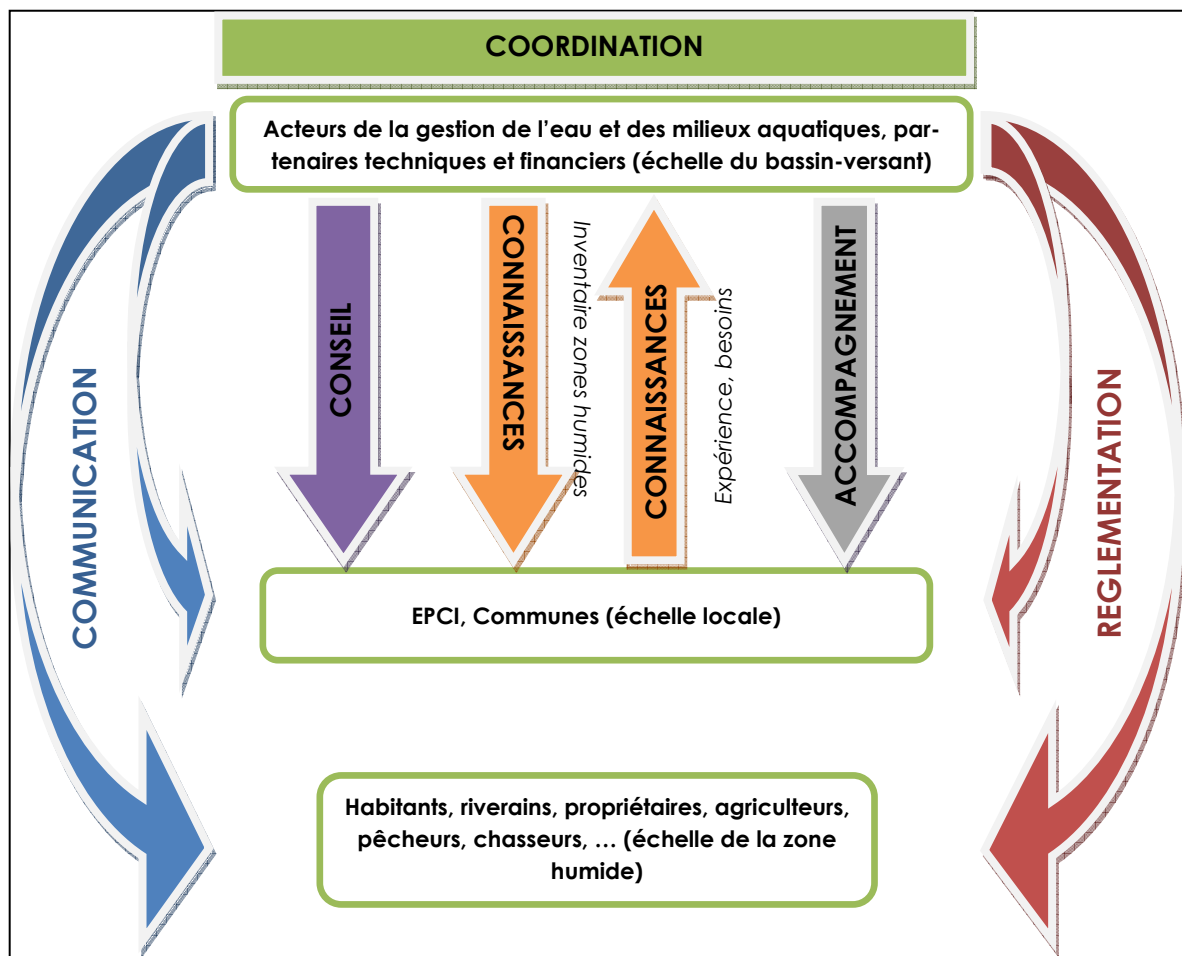 COORDINATION
Acteurs de la gestion de l'eau et des milieux aquatiques, par-
tenaires techniques et financiers (échelle du bassin-versant)
COMMUNICATION
CONSEIL
CONNAISSANCES
Inventaire zones humides
CONNAISSANCES
Expérience, besoins
ACCOMPAGNEMENT
REGLEMENTATION
EPCI, Communes (échelle locale)
Habitants, riverains, propriétaires, agriculteurs,
pêcheurs, chasseurs, … (échelle de la zone
humide)